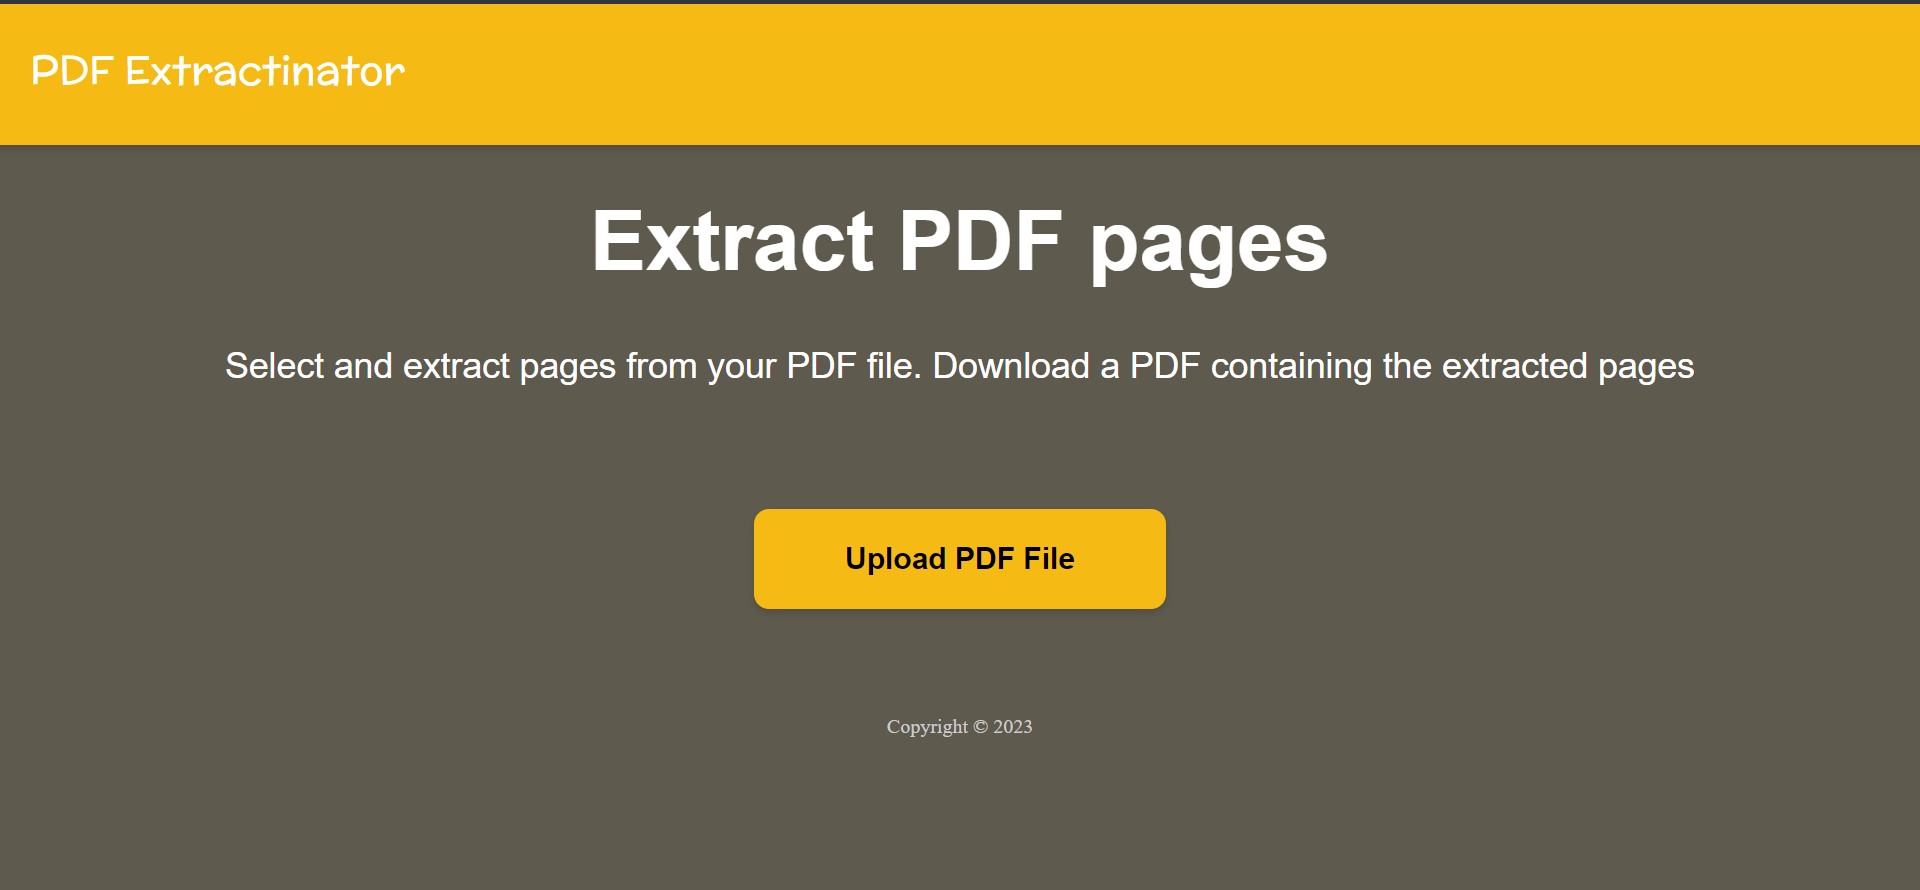 PDF Extractinator
Extract PDF pages
Select and extract pages from your PDF file. Download a PDF containing the extracted pages
Upload PDF File
Copyright © 2023